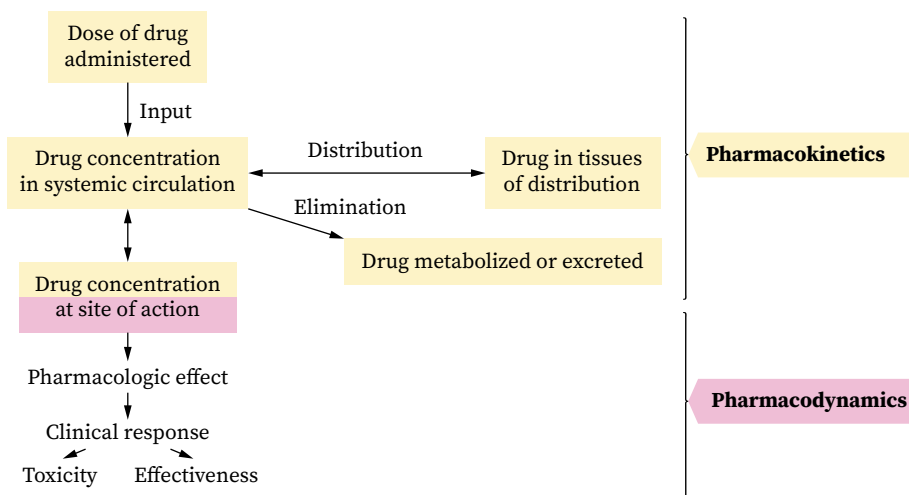 Dose of drug
administered
Input
Drug concentration
in systemic circulation
Distribution
Drug in tissues
of distribution
Pharmacokinetics
Elimination
Drug metabolized or excreted
Drug concentration
at site of action
Pharmacologic effect
Pharmacodynamics
Clinical response
Toxicity
Effectiveness